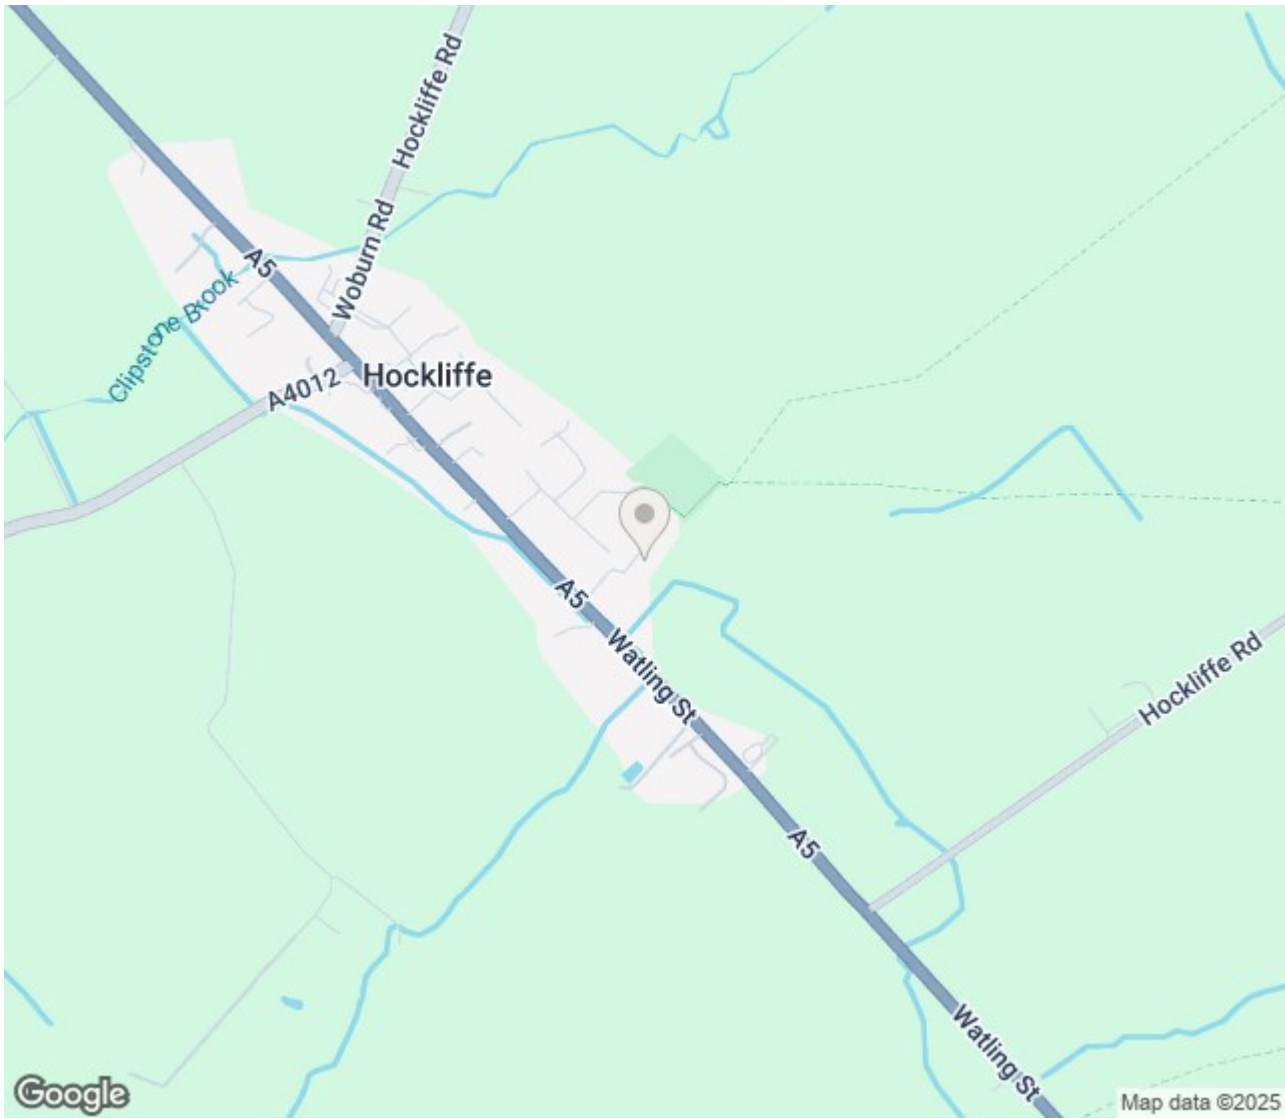 Hockliffe Rd
Woburn Rd
A5
Clipstone Brook
A4012
Hockliffe
A5
Watling St
Hockliffe Rd
A5
Watling St
Google
Map data ©2025